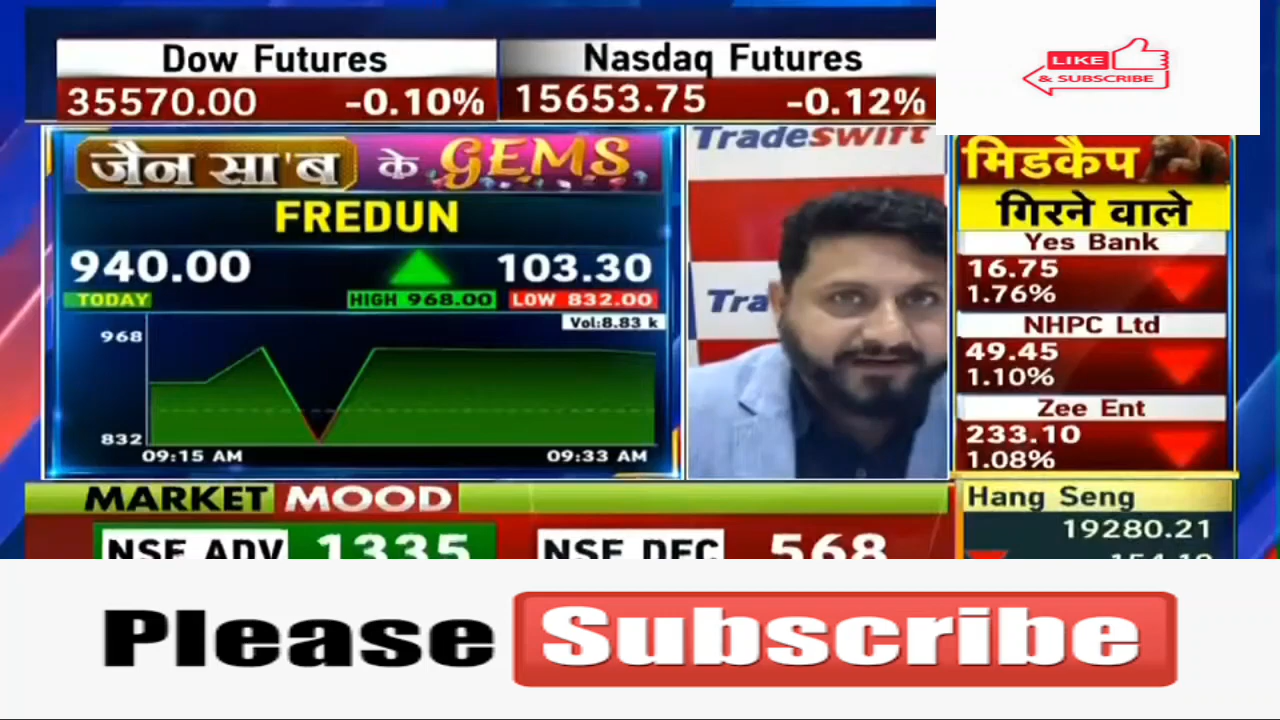 Dow Futures
35570.00 -0.10%
Nasdaq Futures
15653.75 -0.12%
LIKE
& SUBSCRIBE
जैन सा'ब के GEMS
FREDUN
940.00 103.30
TODAY HIGH 968.00 LOW 832.00
Vol:8.83 k
968
832
09:15 AM 09:33 AM
Tradeswift
Tra
मिडकैप
गिरने वाले
Yes Bank
16.75
1.76%
NHPC Ltd
49.45
1.10%
Zee Ent
233.10
1.08%
Hang Seng
19280.21
MARKET MOOD
NSE ADV 1335 NSE DEC 568
Please Subscribe